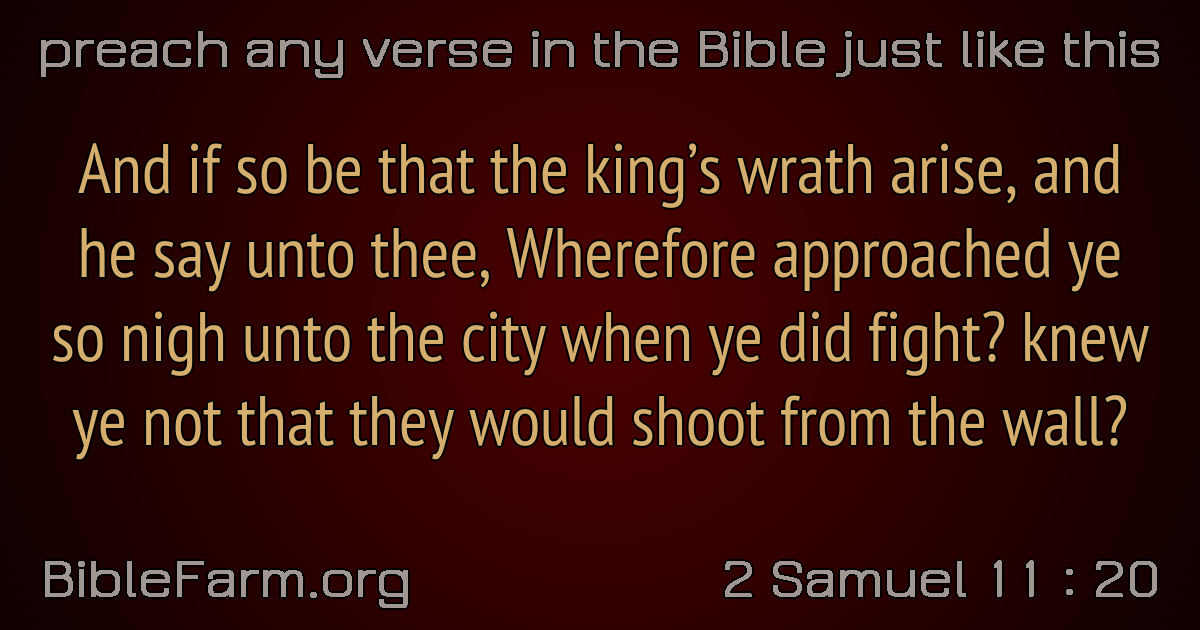 preach any verse in the Bible just like this
And if so be that the king’s wrath arise, and
he say unto thee, Wherefore approached ye
so nigh unto the city when ye did fight? knew
ye not that they would shoot from the wall?
BibleFarm.org
2 Samuel 11 : 20